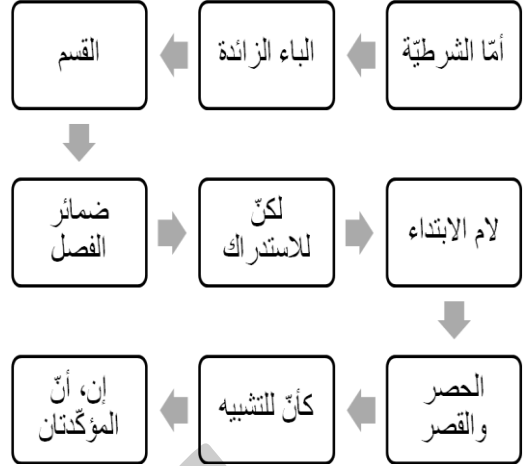 أمّا الشرطيّة
الباء الزائدة
القسم
ضمائر
الفصل
لكنّ
للاستدراك
لام الابتداء
الحصر
والقصر
كأنّ للتشبيه
إن، أنّ
المؤكّدتان